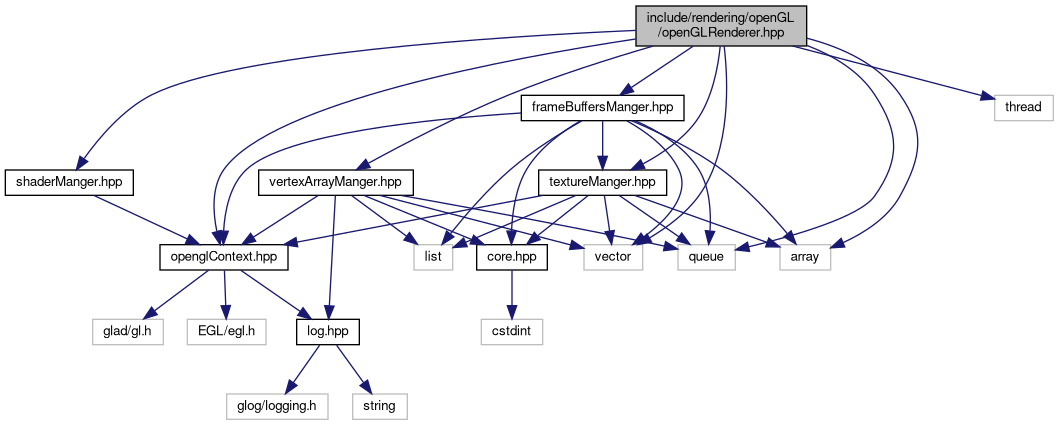 include/rendering/openGL
/openGLRenderer.hpp
frameBuffersManger.hpp
thread
shaderManger.hpp
vertexArrayManger.hpp
textureManger.hpp
openglContext.hpp
list
core.hpp
vector
queue
array
glad/gl.h
EGL/egl.h
log.hpp
cstdint
glog/logging.h
string